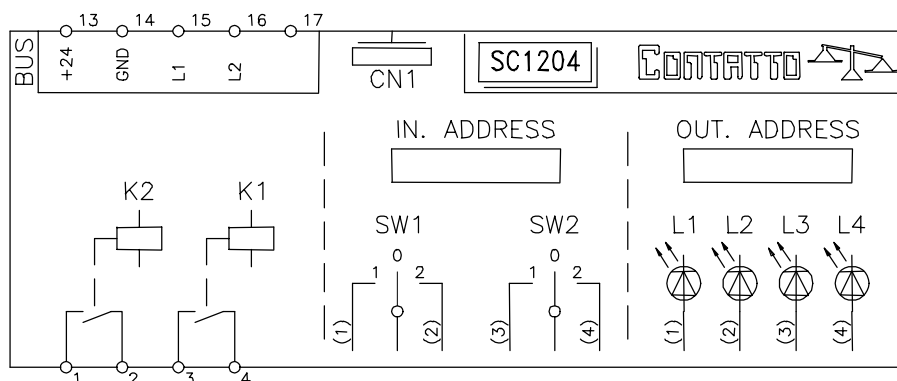 13 14 15 16 17
BUS
+24 GND L1 L2
CN1
SC1204
CONTATTO
IN. ADDRESS
OUT. ADDRESS
K2 K1
SW1 SW2
L1 L2 L3 L4
0 0
1 2 1 2
(1) (2) (3) (4)
(1) (2) (3) (4)
1 2 3 4